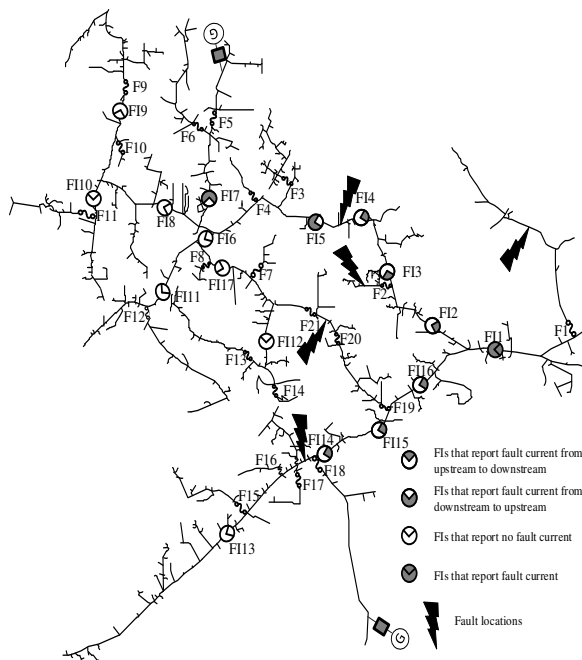 G
F9
FI9
F5
F6
F10
F3
FI10
FI7
F4
FI4
F11
FI8
FI5
FI6
F8
FI3
FI17
F7
F2
FI11
FI2
F12
F21
F1
F20
FI1
FI12
F13
FI16
F14
F19
FI15
FI14
F16
F18
F17
F15
FI13
G
FIs that report fault current from
upstream to downstream
FIs that report fault current from
downstream to upstream
FIs that report no fault current
FIs that report fault current
Fault locations